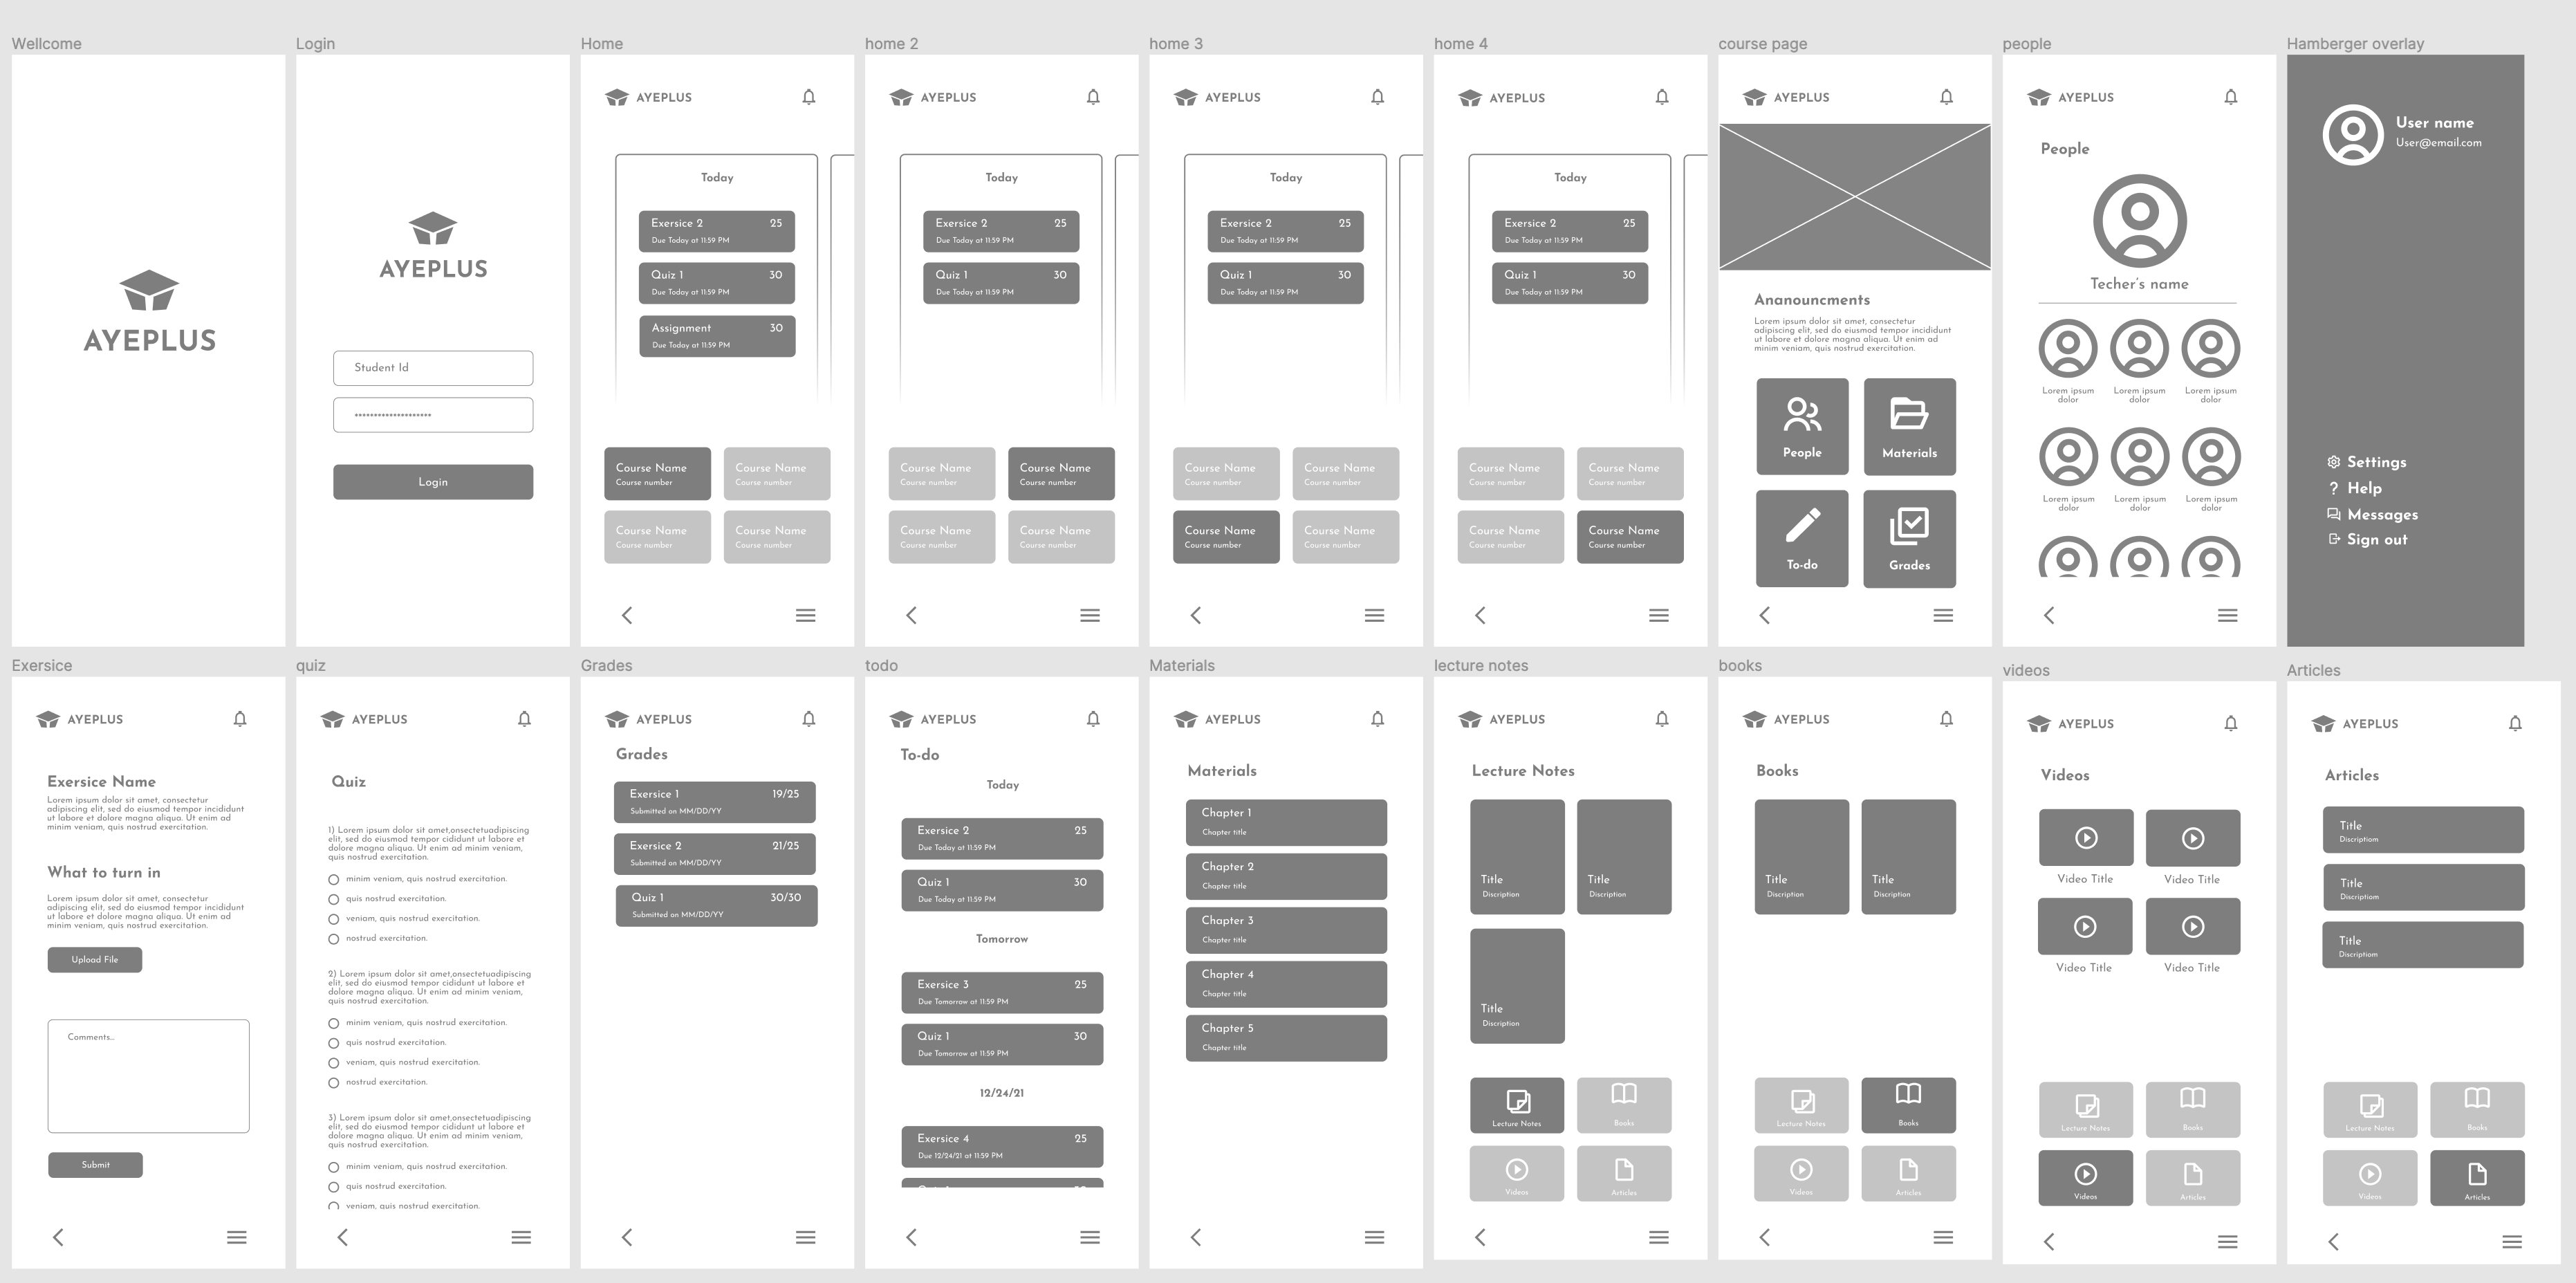 Wellcome
AYEPLUS
Login
AYEPLUS
Student Id
********************
Login
Home
AYEPLUS
Today
Exersice 2 25
Due Today at 11:59 PM
Quiz 1 30
Due Today at 11:59 PM
Assignment 30
Due Today at 11:59 PM
Course Name Course Name
Course number Course number
Course Name Course Name
Course number Course number
home 2
AYEPLUS
Today
Exersice 2 25
Due Today at 11:59 PM
Quiz 1 30
Due Today at 11:59 PM
Course Name Course Name
Course number Course number
Course Name Course Name
Course number Course number
home 3
AYEPLUS
Today
Exersice 2 25
Due Today at 11:59 PM
Quiz 1 30
Due Today at 11:59 PM
Course Name Course Name
Course number Course number
Course Name Course Name
Course number Course number
home 4
AYEPLUS
Today
Exersice 2 25
Due Today at 11:59 PM
Quiz 1 30
Due Today at 11:59 PM
Course Name Course Name
Course number Course number
Course Name Course Name
Course number Course number
course page
AYEPLUS
Ananouncments
Lorem ipsum dolor sit amet, consectetur
adipiscing elit, sed do eiusmod tempor incididunt
ut labore et dolore magna aliqua. Ut enim ad
minim veniam, quis nostrud exercitation.
People Materials
To-do Grades
people
AYEPLUS
People
Techer's name
Lorem ipsum Lorem ipsum Lorem ipsum
dolor dolor dolor
Lorem ipsum Lorem ipsum Lorem ipsum
dolor dolor dolor
Hamberger overlay
User name
User@email.com
Settings
? Help
Messages
Sign out
Exersice
AYEPLUS
Exersice Name
Lorem ipsum dolor sit amet, consectetur
adipiscing elit, sed do eiusmod tempor incididunt
ut labore et dolore magna aliqua. Ut enim ad
minim veniam, quis nostrud exercitation.
What to turn in
Lorem ipsum dolor sit amet, consectetur
adipiscing elit, sed do eiusmod tempor incididunt
ut labore et dolore magna aliqua. Ut enim ad
minim veniam, quis nostrud exercitation.
Upload File
Comments...
Submit
quiz
AYEPLUS
Quiz
1) Lorem ipsum dolor sit amet,onsectetuadipiscing
elit, sed do eiusmod tempor cididunt ut labore et
dolore magna aliqua. Ut enim ad minim veniam,
quis nostrud exercitation.
minim veniam, quis nostrud exercitation.
quis nostrud exercitation.
veniam, quis nostrud exercitation.
nostrud exercitation.
2) Lorem ipsum dolor sit amet,onsectetuadipiscing
elit, sed do eiusmod tempor cididunt ut labore et
dolore magna aliqua. Ut enim ad minim veniam,
quis nostrud exercitation.
minim veniam, quis nostrud exercitation.
quis nostrud exercitation.
veniam, quis nostrud exercitation.
nostrud exercitation.
3) Lorem ipsum dolor sit amet,onsectetuadipiscing
elit, sed do eiusmod tempor cididunt ut labore et
dolore magna aliqua. Ut enim ad minim veniam,
quis nostrud exercitation.
minim veniam, quis nostrud exercitation.
quis nostrud exercitation.
veniam, quis nostrud exercitation.
Grades
AYEPLUS
Grades
Exersice 1 19/25
Submitted on MM/DD/YY
Exersice 2 21/25
Submitted on MM/DD/YY
Quiz 1 30/30
Submitted on MM/DD/YY
todo
AYEPLUS
To-do
Today
Exersice 2 25
Due Today at 11:59 PM
Quiz 1 30
Due Today at 11:59 PM
Tomorrow
Exersice 3 25
Due Tomorrow at 11:59 PM
Quiz 1 30
Due Tomorrow at 11:59 PM
12/24/21
Exersice 4 25
Due 12/24/21 at 11:59 PM
Materials
AYEPLUS
Materials
Chapter 1
Chapter title
Chapter 2
Chapter title
Chapter 3
Chapter title
Chapter 4
Chapter title
Chapter 5
Chapter title
lecture notes
AYEPLUS
Lecture Notes
Title Title
Discription Discription
Title
Discription
Lecture Notes Books
Videos Articles
books
AYEPLUS
Books
Title Title
Discription Discription
Lecture Notes Books
Videos Articles
videos
AYEPLUS
Videos
Video Title Video Title
Video Title Video Title
Lecture Notes Books
Videos Articles
Articles
AYEPLUS
Articles
Title
Discriptiom
Title
Discriptiom
Title
Discriptiom
Lecture Notes Books
Videos Articles